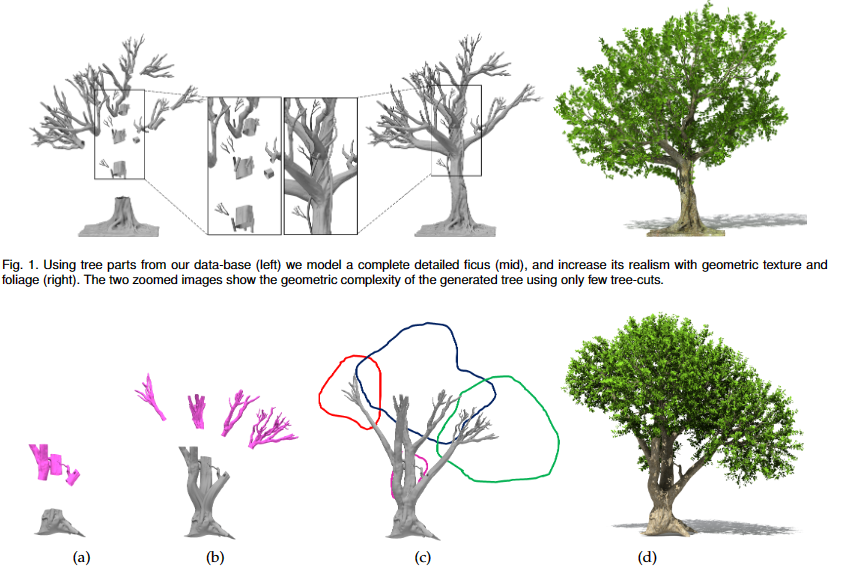 Fig. 1. Using tree parts from our data-base (left) we model a complete detailed ficus (mid), and increase its realism with geometric texture and
foliage (right). The two zoomed images show the geometric complexity of the generated tree using only few tree-cuts.
(a) (b) (c) (d)